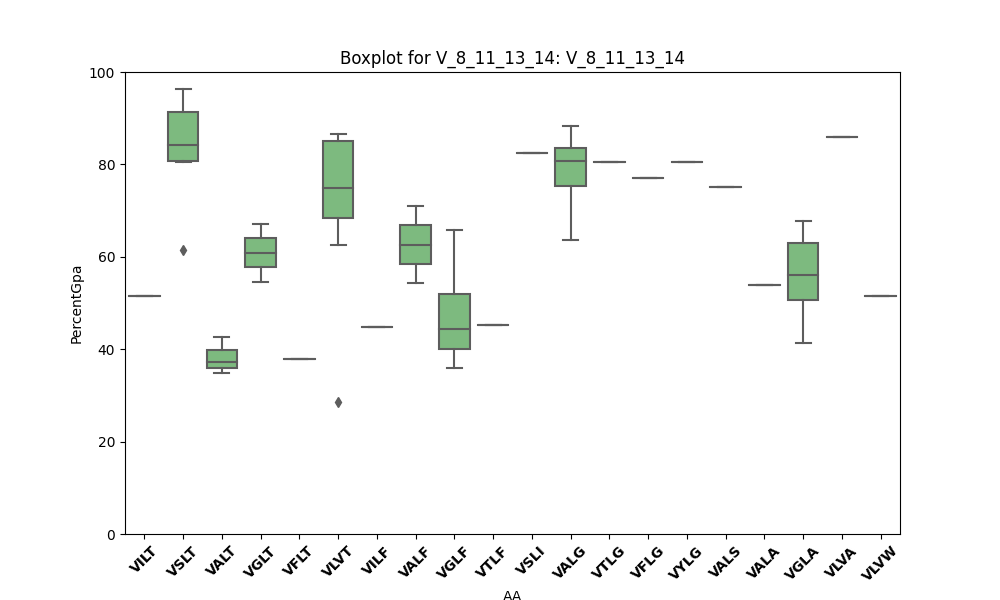 Boxplot for V_8_11_13_14: V_8_11_13_14
100
80
60
40
20
0
PercentGpa
VILT VSLT VALT VGLT VFLT VLVT VILF VALF VGLF VTLF VSLI VALG VTLG VFLG VYLG VALS VALA VGLA VLVA VLVW
AA